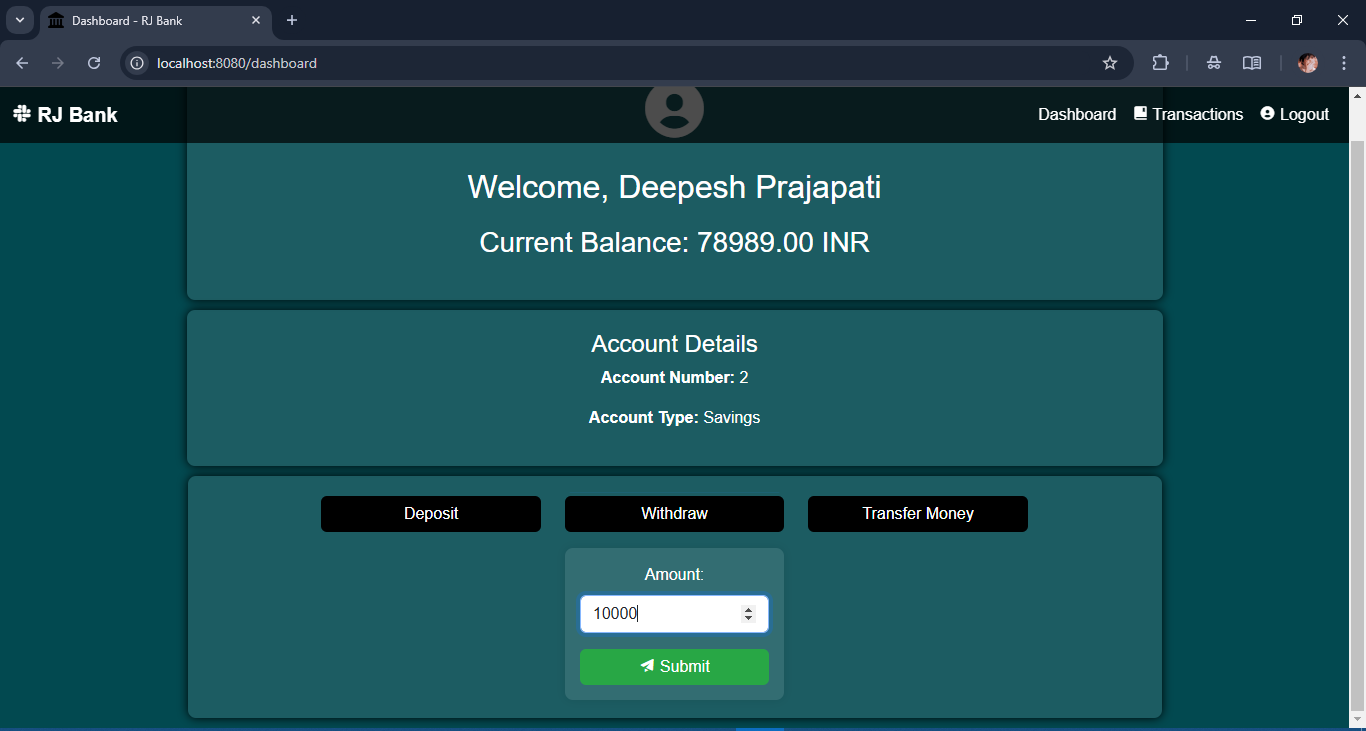 Dashboard - RJ Bank
localhost:8080/dashboard
RJ Bank
Dashboard Transactions Logout
Welcome, Deepesh Prajapati
Current Balance: 78989.00 INR
Account Details
Account Number: 2
Account Type: Savings
Deposit Withdraw Transfer Money
Amount:
10000
Submit